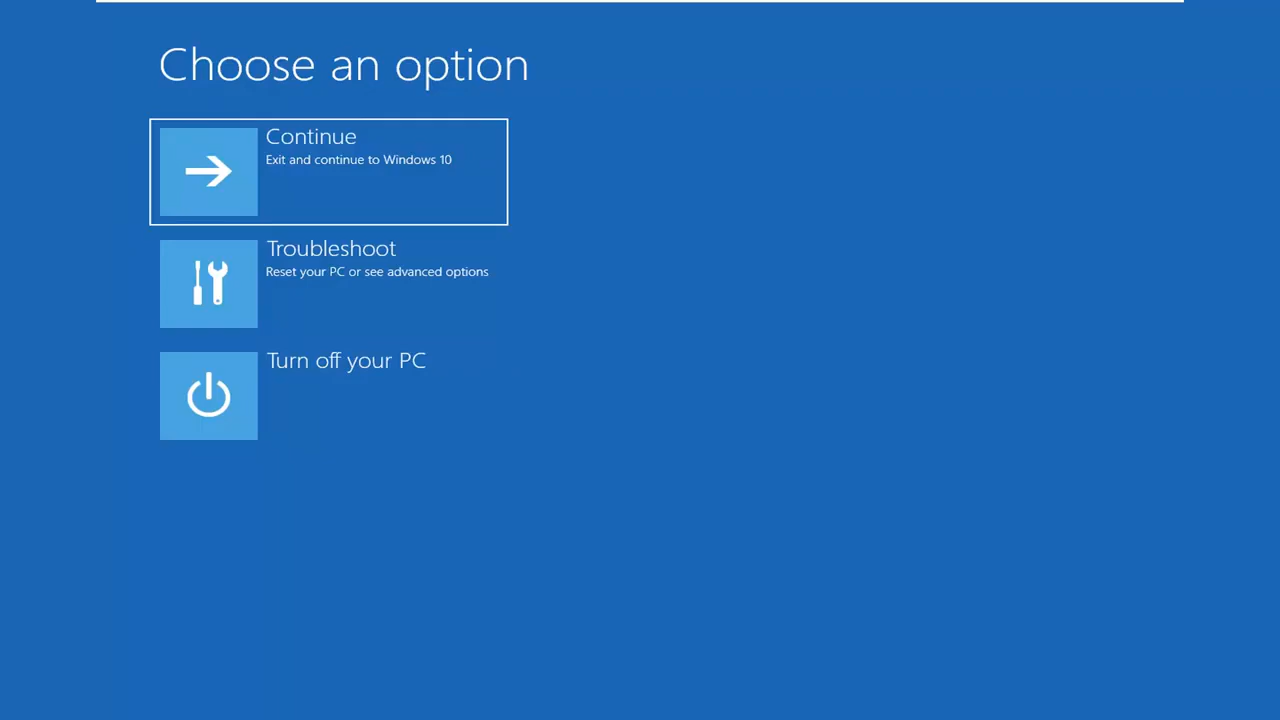 Choose an option
Continue
Exit and continue to Windows 10
Troubleshoot
Reset your PC or see advanced options
Turn off your PC